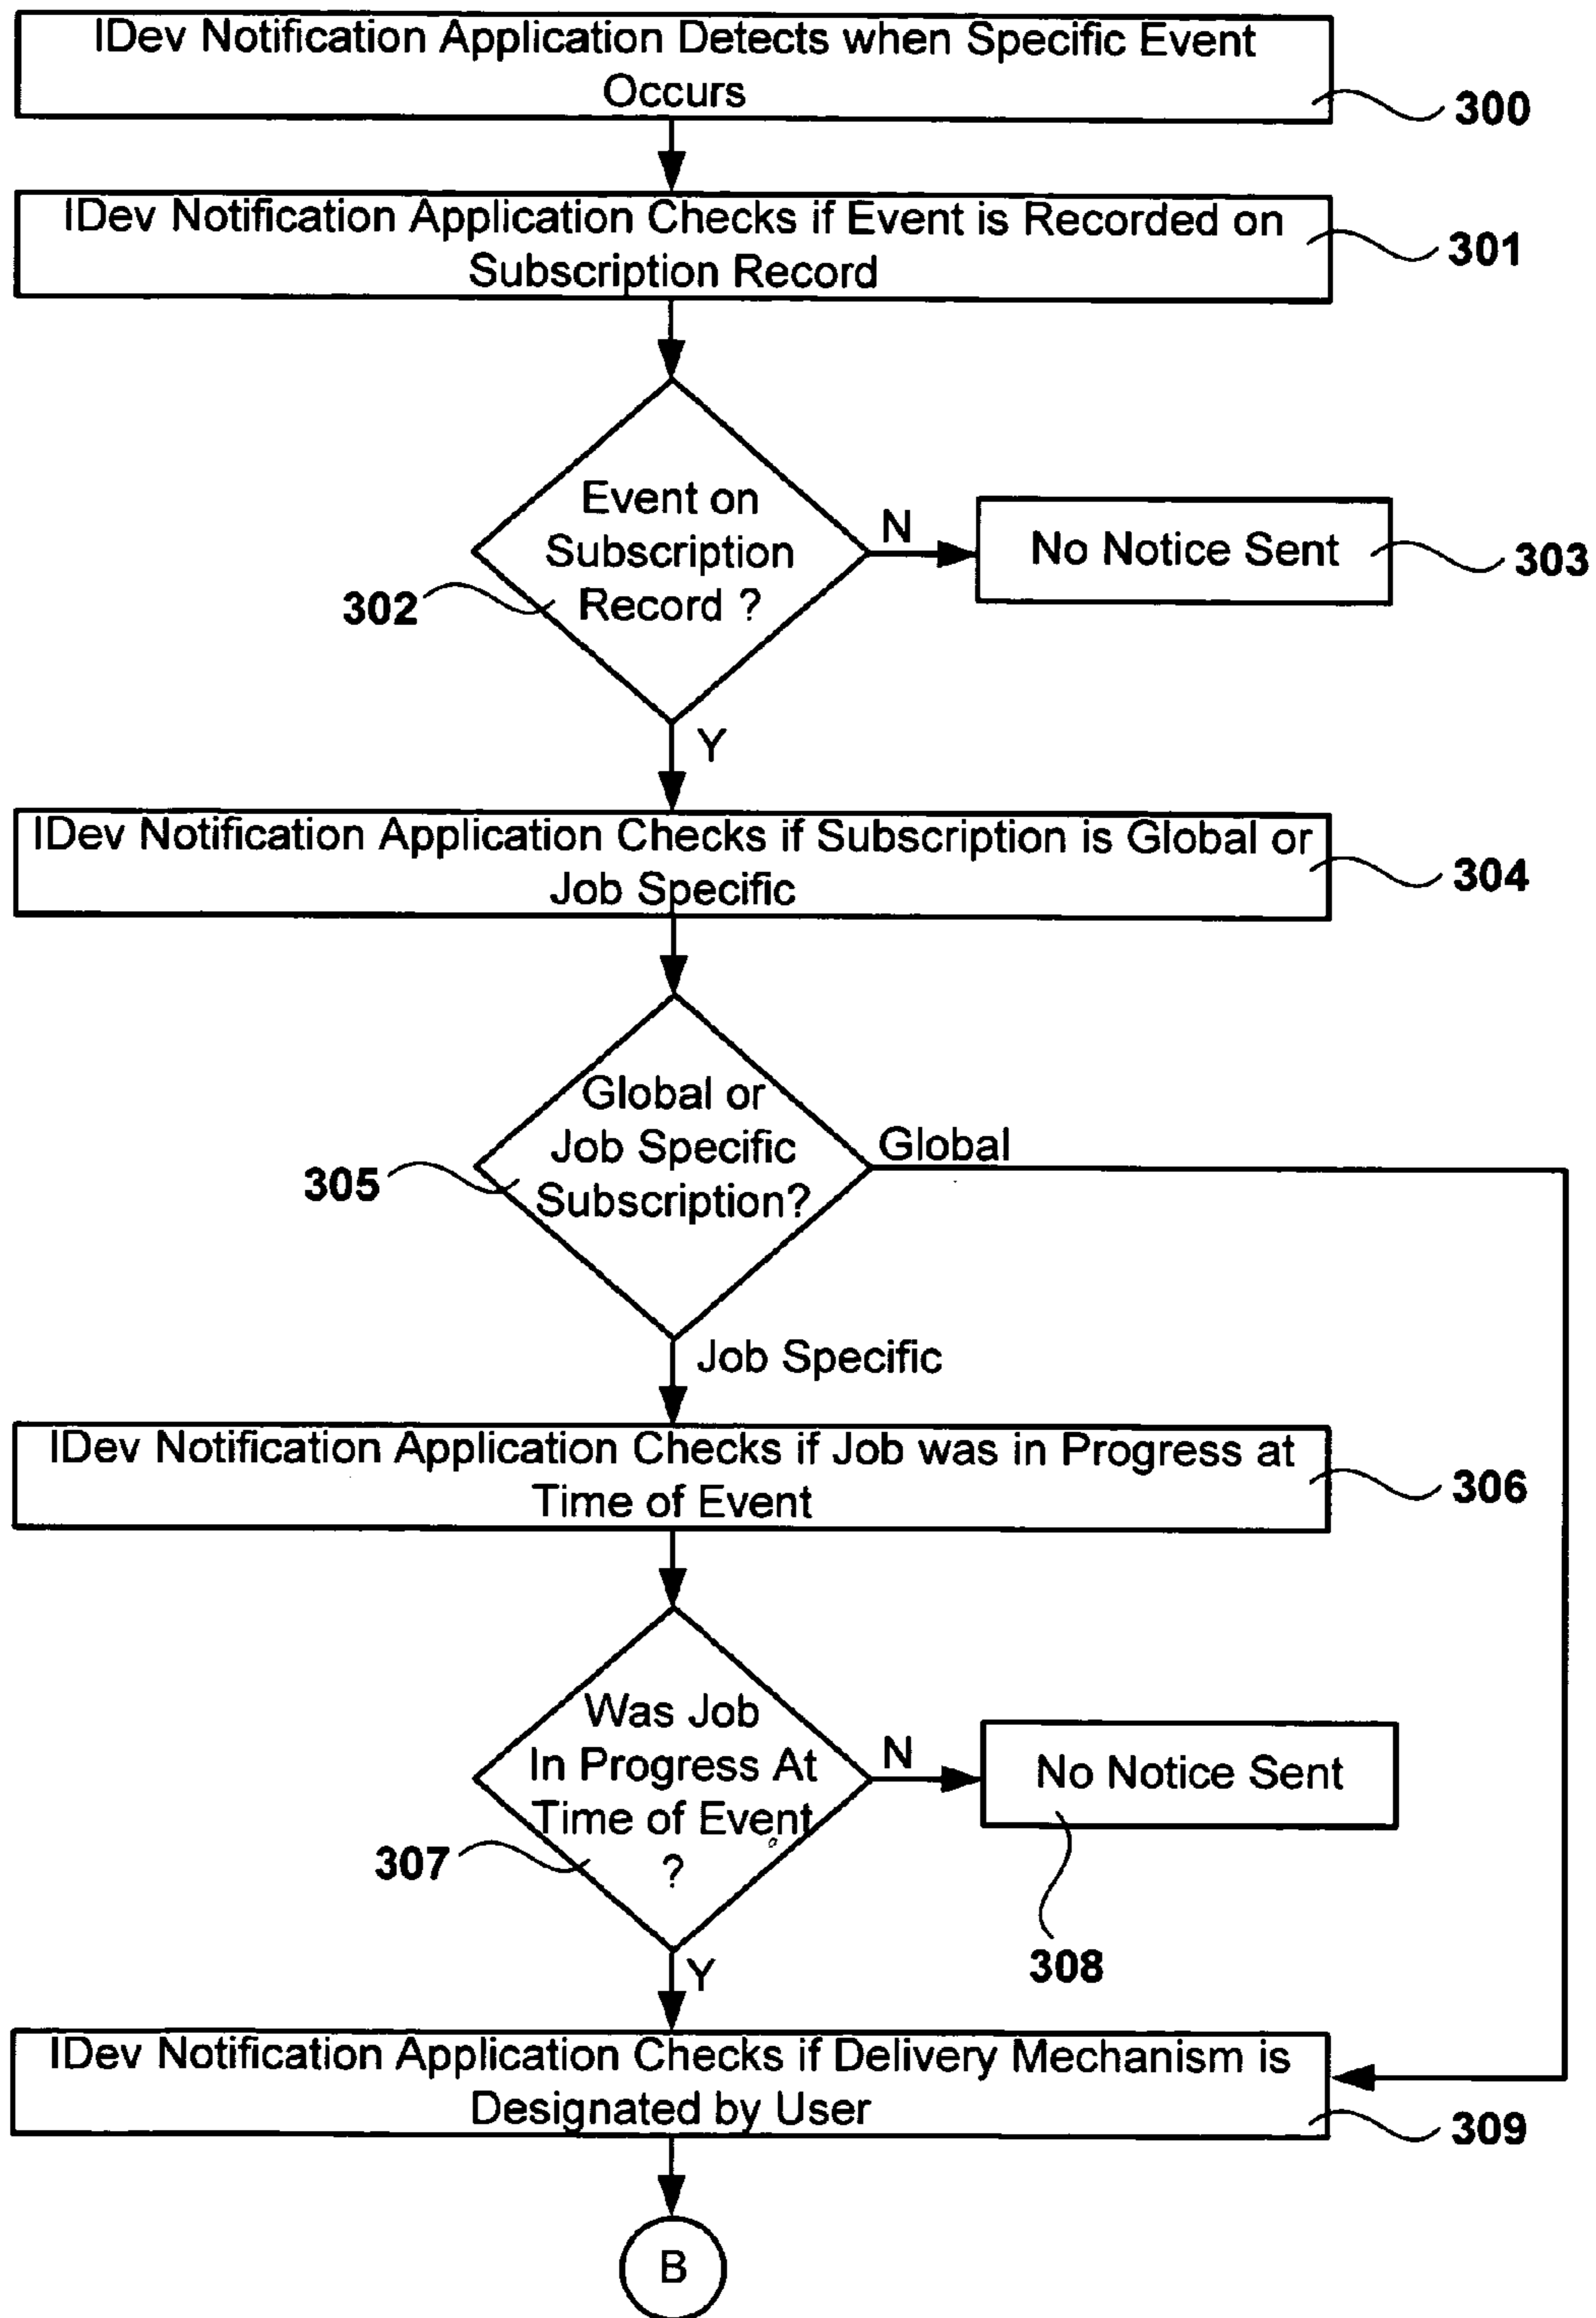 IDev Notification Application Detects when Specific Event
Occurs
300
IDev Notification Application Checks if Event is Recorded on
Subscription Record
301
Event on
Subscription
Record ?
302
N
No Notice Sent
303
Y
IDev Notification Application Checks if Subscription is Global or
Job Specific
304
Global or
Job Specific
Subscription?
305
Global
Job Specific
IDev Notification Application Checks if Job was in Progress at
Time of Event
306
Was Job
In Progress At
Time of Event
?
307
N
No Notice Sent
308
Y
IDev Notification Application Checks if Delivery Mechanism is
Designated by User
309
B